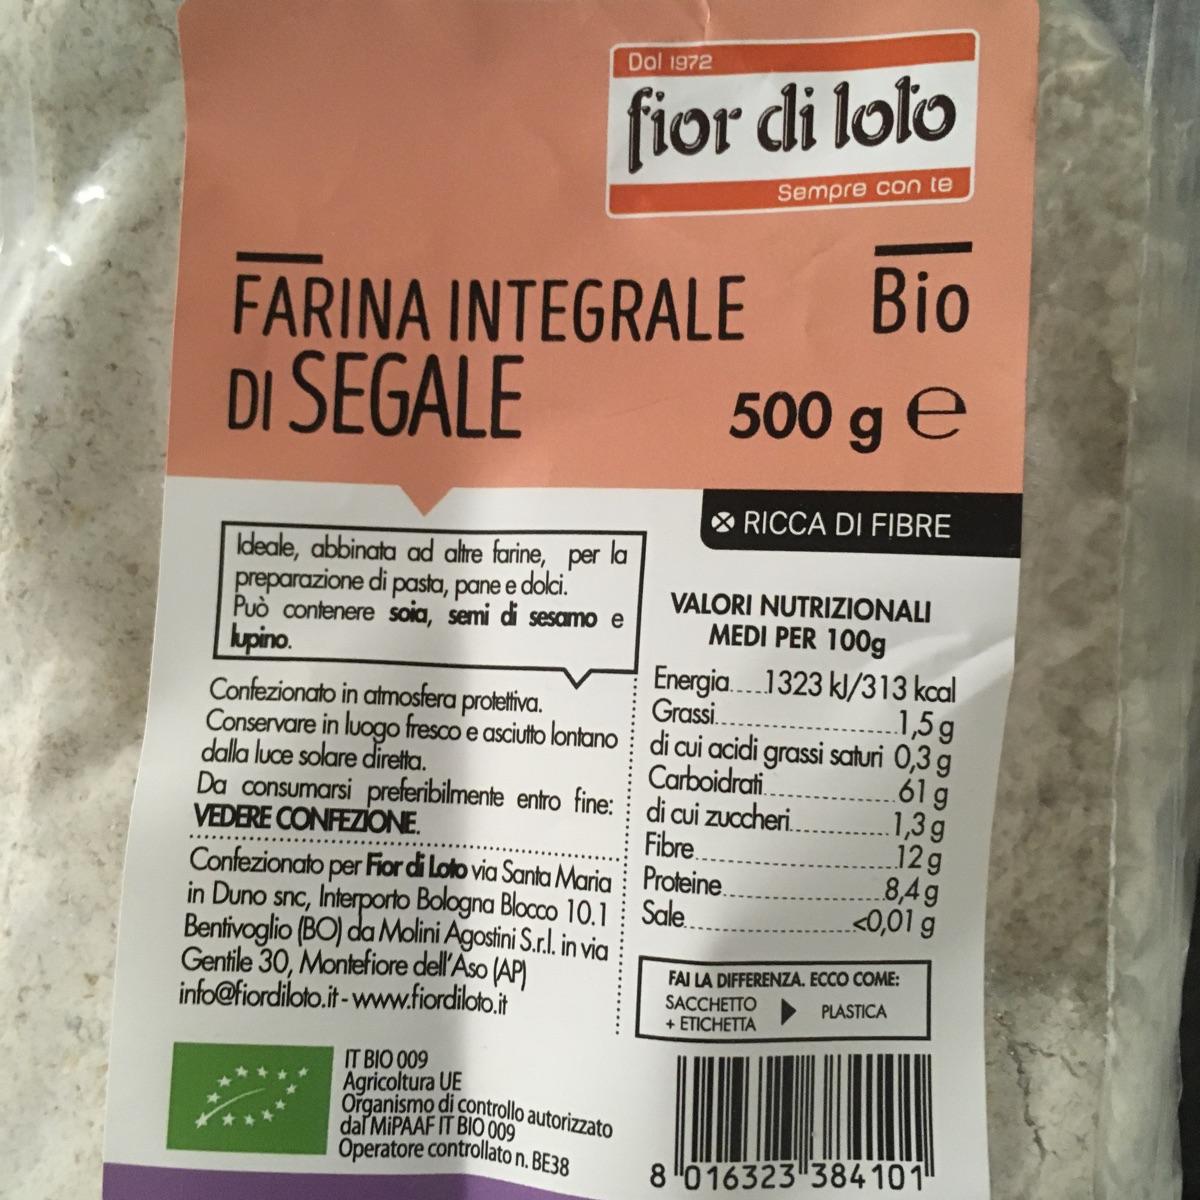 Dal 1972
fior di loto
Sempre con te
FARINA INTEGRALE
DI SEGALE
Bio
500 g e
RICCA DI FIBRE
Ideale, abbinata ad altre farine, per la
preparazione di pasta, pane e dolci.
Può contenere soia, semi di sesamo e
lupino.
Confezionato in atmosfera protettiva.
Conservare in luogo fresco e asciutto lontano
dalla luce solare diretta.
Da consumarsi preferibilmente entro fine:
VEDERE CONFEZIONE.
Confezionato per Fior di Loto via Santa Maria
in Duno snc, Interporto Bologna Blocco 10.1
Bentivoglio (BO) da Molini Agostini S.r.l. in via
Gentile 30, Montefiore dell'Aso (AP)
info@fiordiloto.it - www.fiordiloto.it
VALORI NUTRIZIONALI
MEDI PER 100g
Energia.....1323 kJ/313 kcal
Grassi.....1,5 g
di cui acidi grassi saturi 0,3 g
Carboidrati.....61 g
di cui zuccheri.....1,3 g
Fibre.....12 g
Proteine.....8,4 g
Sale.....<0,01 g
FAI LA DIFFERENZA. ECCO COME:
SACCHETTO
+ ETICHETTA
PLASTICA
IT BIO 009
Agricoltura UE
Organismo di controllo autorizzato
dal MiPAAF IT BIO 009
Operatore controllato n. BE38
8 016323 384101